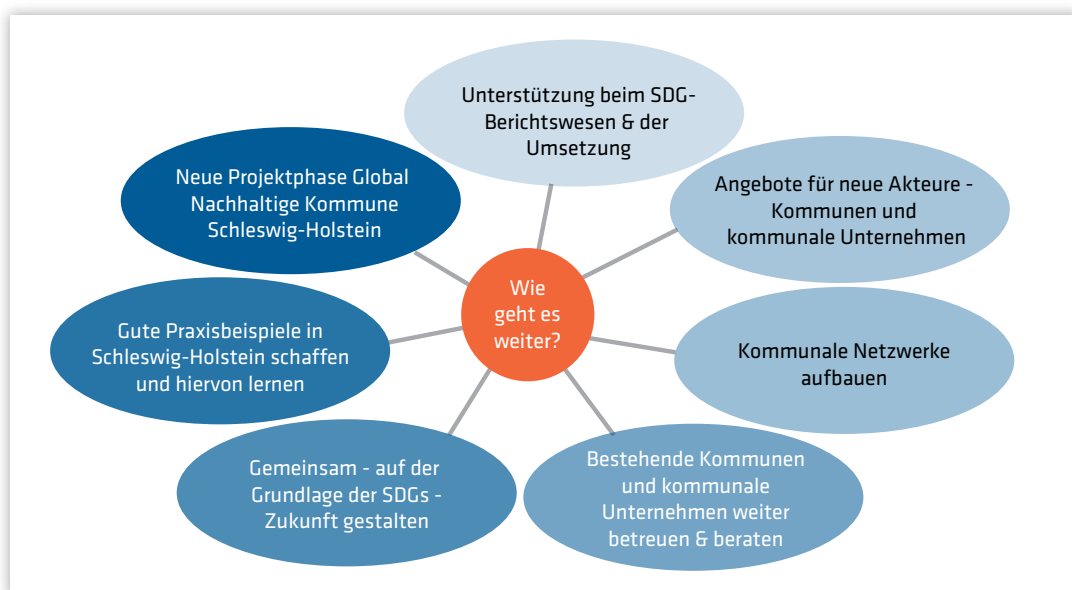 Unterstützung beim SDG-
Berichtswesen & der
Umsetzung
Angebote für neue Akteure -
Kommunen und
kommunale Unternehmen
Kommunale Netzwerke
aufbauen
Bestehende Kommunen
und kommunale
Unternehmen weiter
betreuen & beraten
Gemeinsam - auf der
Grundlage der SDGs -
Zukunft gestalten
Gute Praxisbeispiele in
Schleswig-Holstein schaffen
und hiervon lernen
Neue Projektphase Global
Nachhaltige Kommune
Schleswig-Holstein
Wie
geht es
weiter?